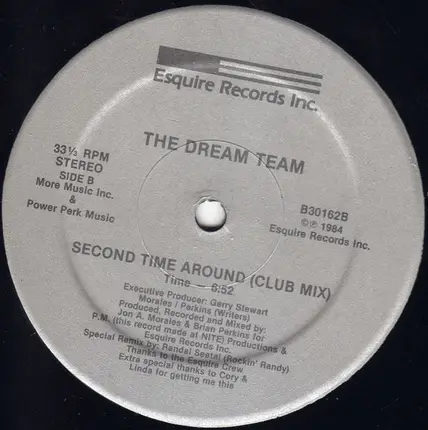 Esquire Records Inc.
THE DREAM TEAM
33⅓ RPM
STEREO
SIDE B
More Music Inc.
&
Power Perk Music
B30162B
©℗ 1984
Esquire Records Inc.
SECOND TIME AROUND (CLUB MIX)
Time — 6:52
Executive Producer: Gerry Stewart
Morales / Perkins (Writers)
Produced, Recorded and Mixed by:
Jon A. Morales & Brian Perkins for
P.M. (this record made at NITE) Productions &
Esquire Records Inc.
Special Remix by: Randal Seetal (Rockin' Randy)
Thanks to the Esquire Crew
Extra special thanks to Cory &
Linda for getting me this